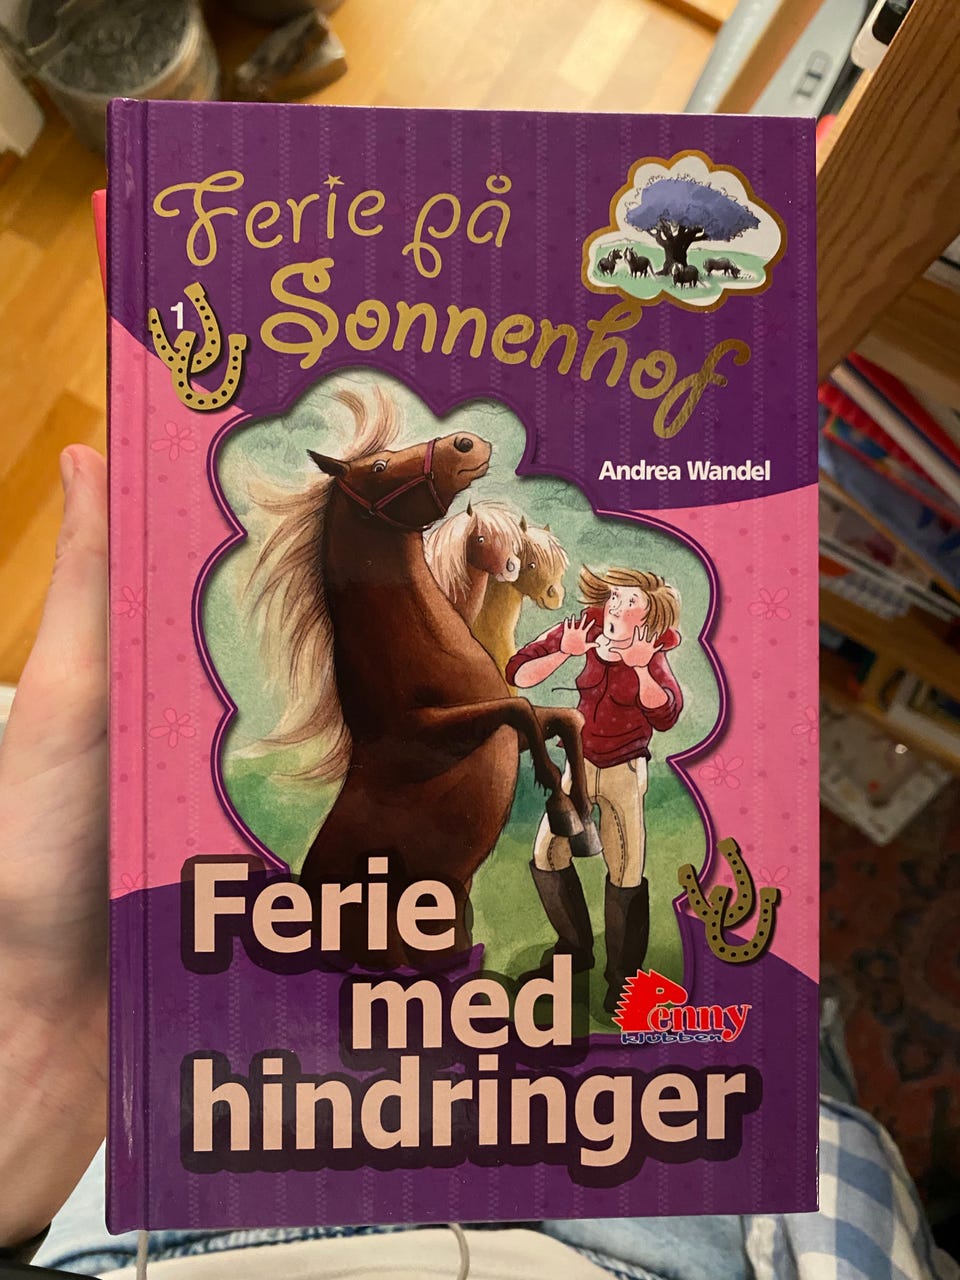 Ferie på
Sonnenhof
1
Andrea Wandel
Ferie
med
hindringer
Penny
klubben